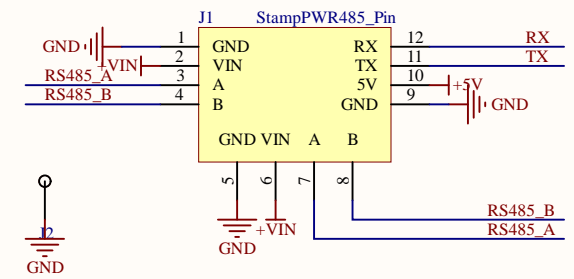 J1 StampPWR485_Pin
GND 1 GND RX 12 RX
+VIN 2 VIN TX 11 TX
RS485_A 3 A 5V 10 +5V
RS485_B 4 B GND 9 GND
GND VIN A B
5 6 7 8
RS485_B
J2 +VIN RS485_A
GND GND